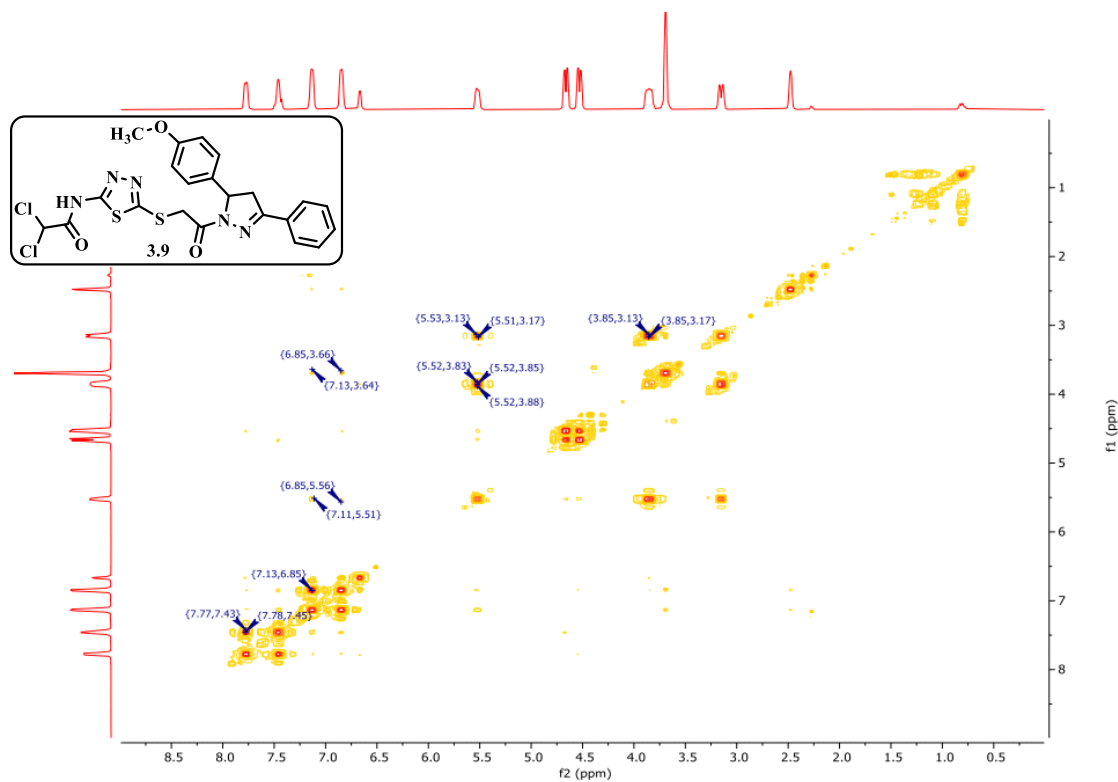 H₃C-O
N N
HN
Cl
S
S
N
N
O
O
Cl
3.9
1
2
{5.53,3.13} {5.51,3.17} {3.85,3.13} {3.85,3.17}
3
{6.85,3.66}
{7.13,3.64}
{5.52,3.83} {5.52,3.85}
{5.52,3.88}
4
f1 (ppm)
5
{6.85,5.56}
{7.11,5.51}
6
{7.13,6.85}
7
{7.77,7.43} {7.78,7.45}
8
8.5 8.0 7.5 7.0 6.5 6.0 5.5 5.0 4.5 4.0 3.5 3.0 2.5 2.0 1.5 1.0 0.5
f2 (ppm)